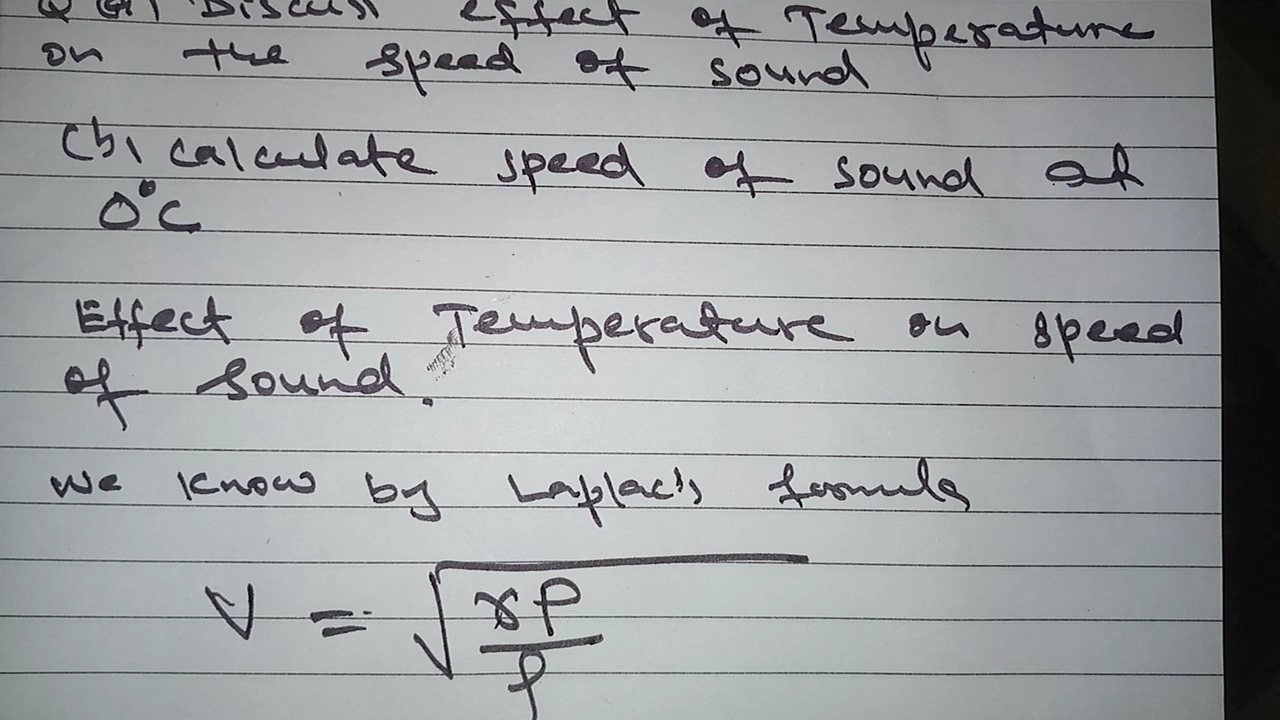 Q (a) Discuss effect of Temperature
on the speed of sound
(b) calculate speed of sound at
0°C
Effect of Temperature on speed
of sound.
we know by Laplac's formula
V = √(γP/ρ)